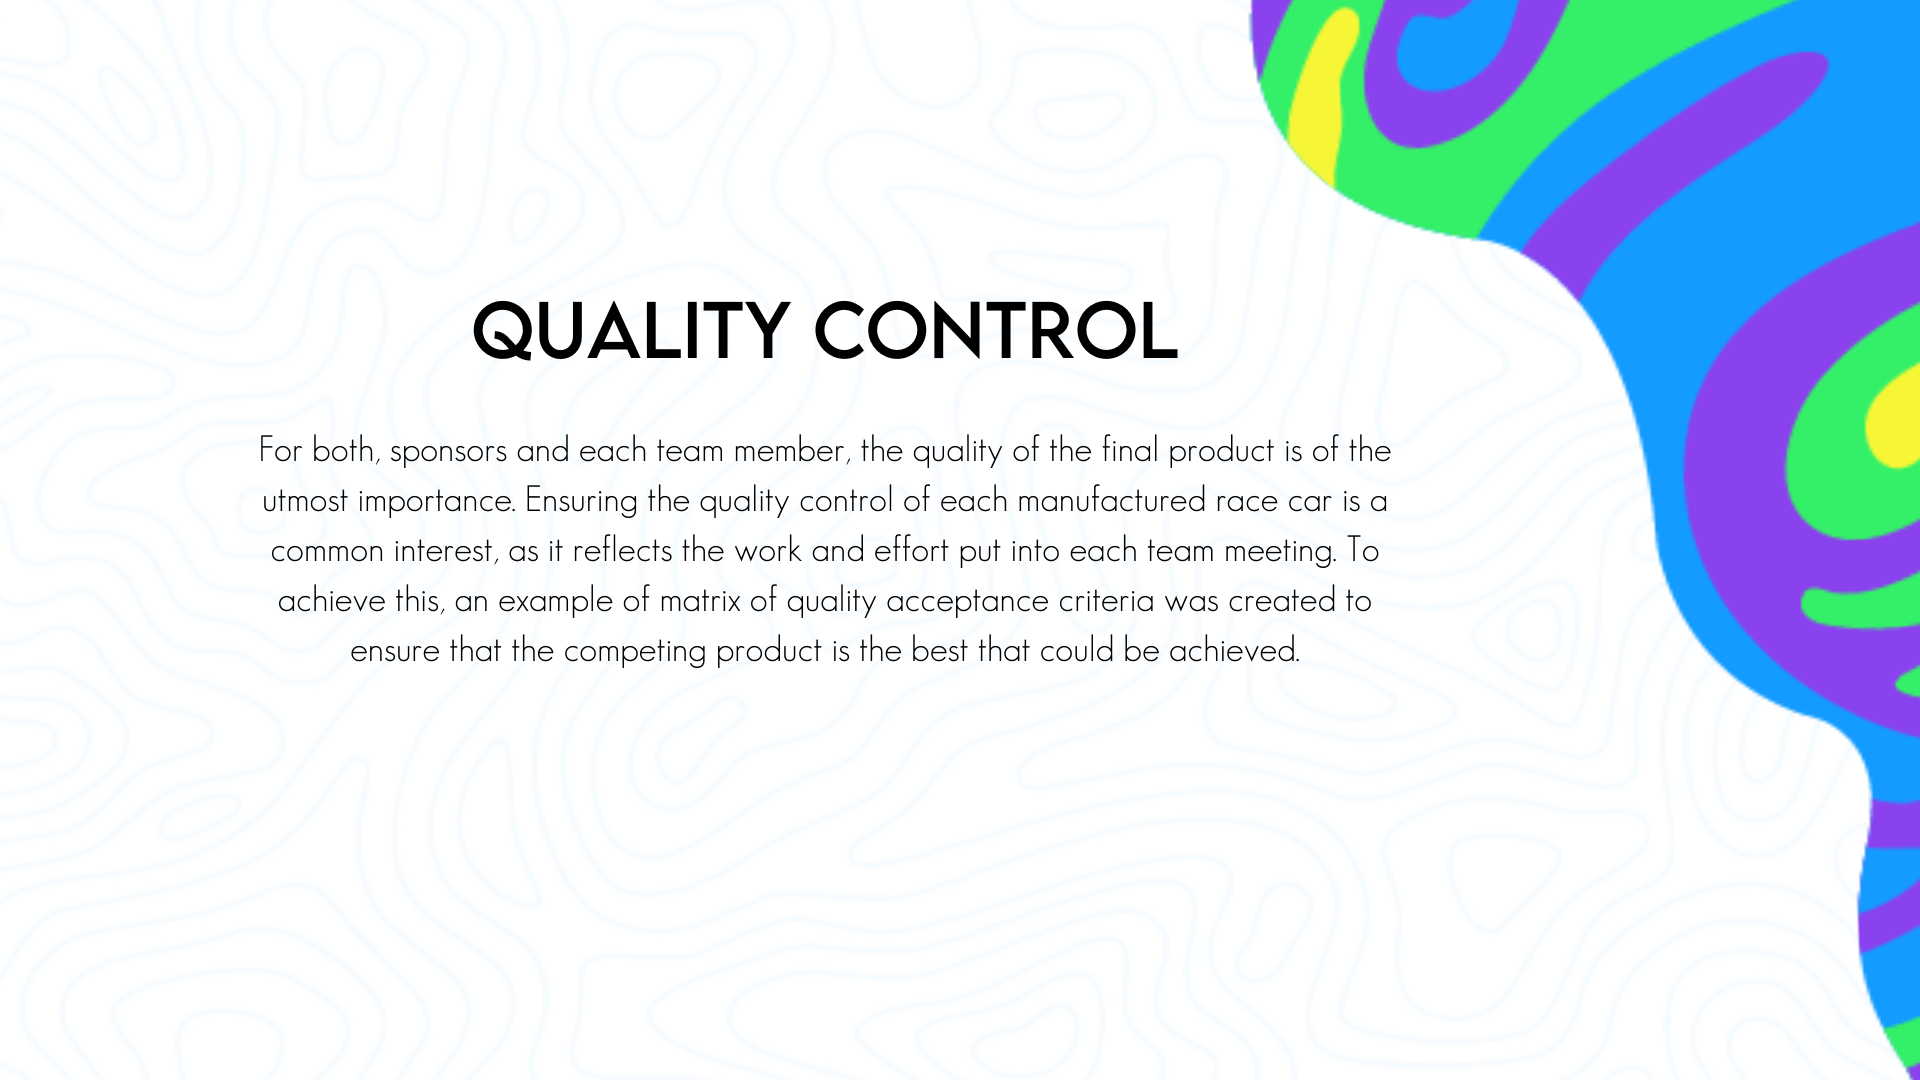 QUALITY CONTROL
For both, sponsors and each team member, the quality of the final product is of the
utmost importance. Ensuring the quality control of each manufactured race car is a
common interest, as it reflects the work and effort put into each team meeting. To
achieve this, an example of matrix of quality acceptance criteria was created to
ensure that the competing product is the best that could be achieved.